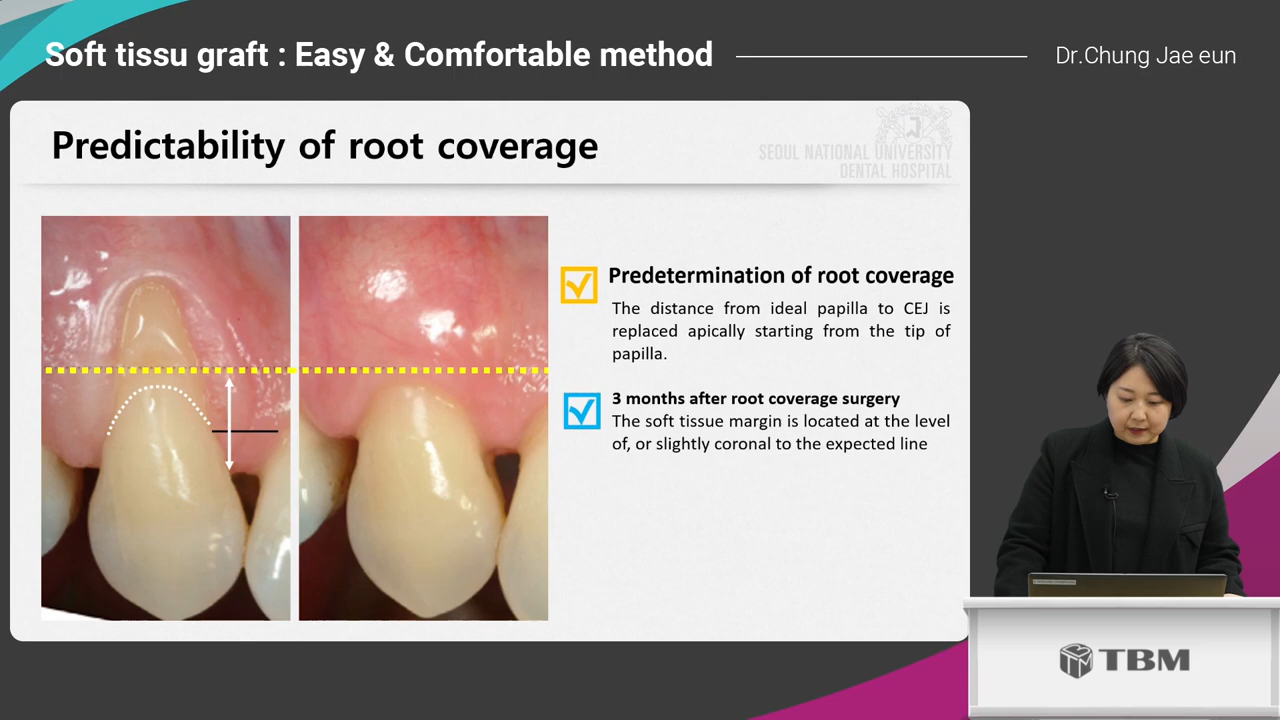 Soft tissu graft : Easy & Comfortable method
Dr.Chung Jae eun
Predictability of root coverage
SEOUL NATIONAL UNIVERSITY
DENTAL HOSPITAL
Predetermination of root coverage
The distance from ideal papilla to CEJ is
replaced apically starting from the tip of
papilla.
3 months after root coverage surgery
The soft tissue margin is located at the level
of, or slightly coronal to the expected line
TBM